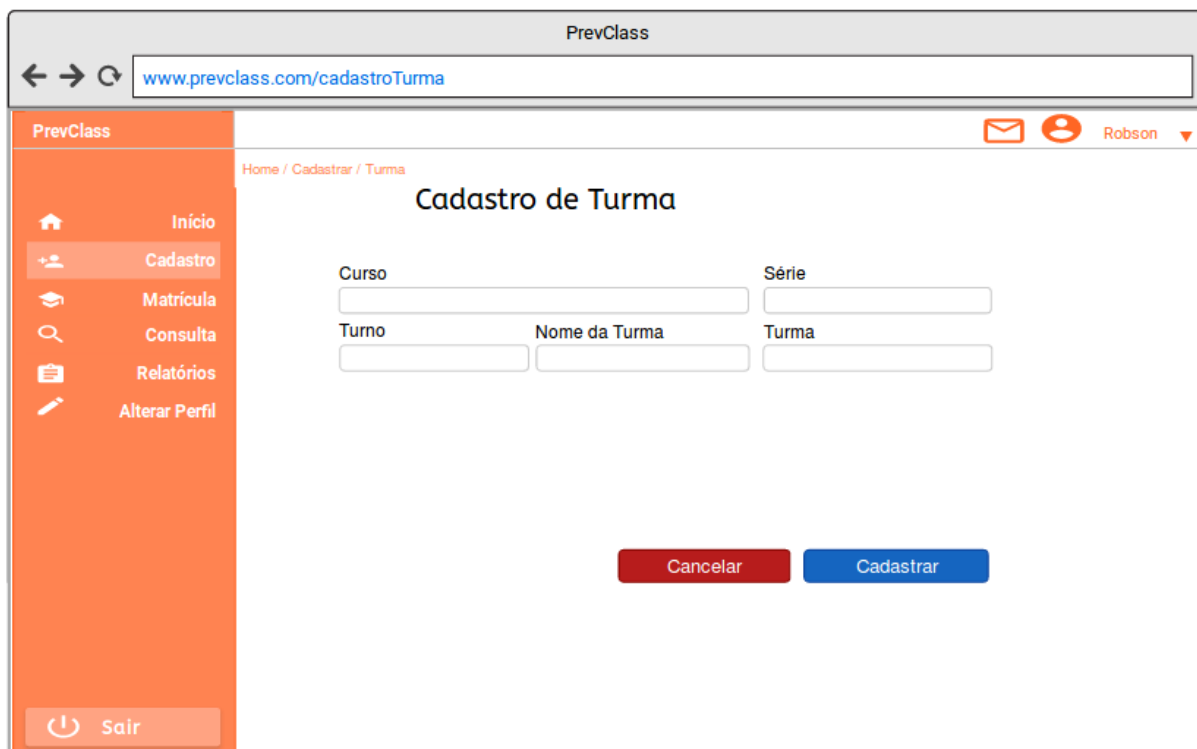 PrevClass
www.prevclass.com/cadastroTurma
PrevClass
Robson
Home / Cadastrar / Turma
Cadastro de Turma
Início
Cadastro
Matrícula
Consulta
Relatórios
Alterar Perfil
Sair
Curso Série
Turno Nome da Turma Turma
Cancelar Cadastrar